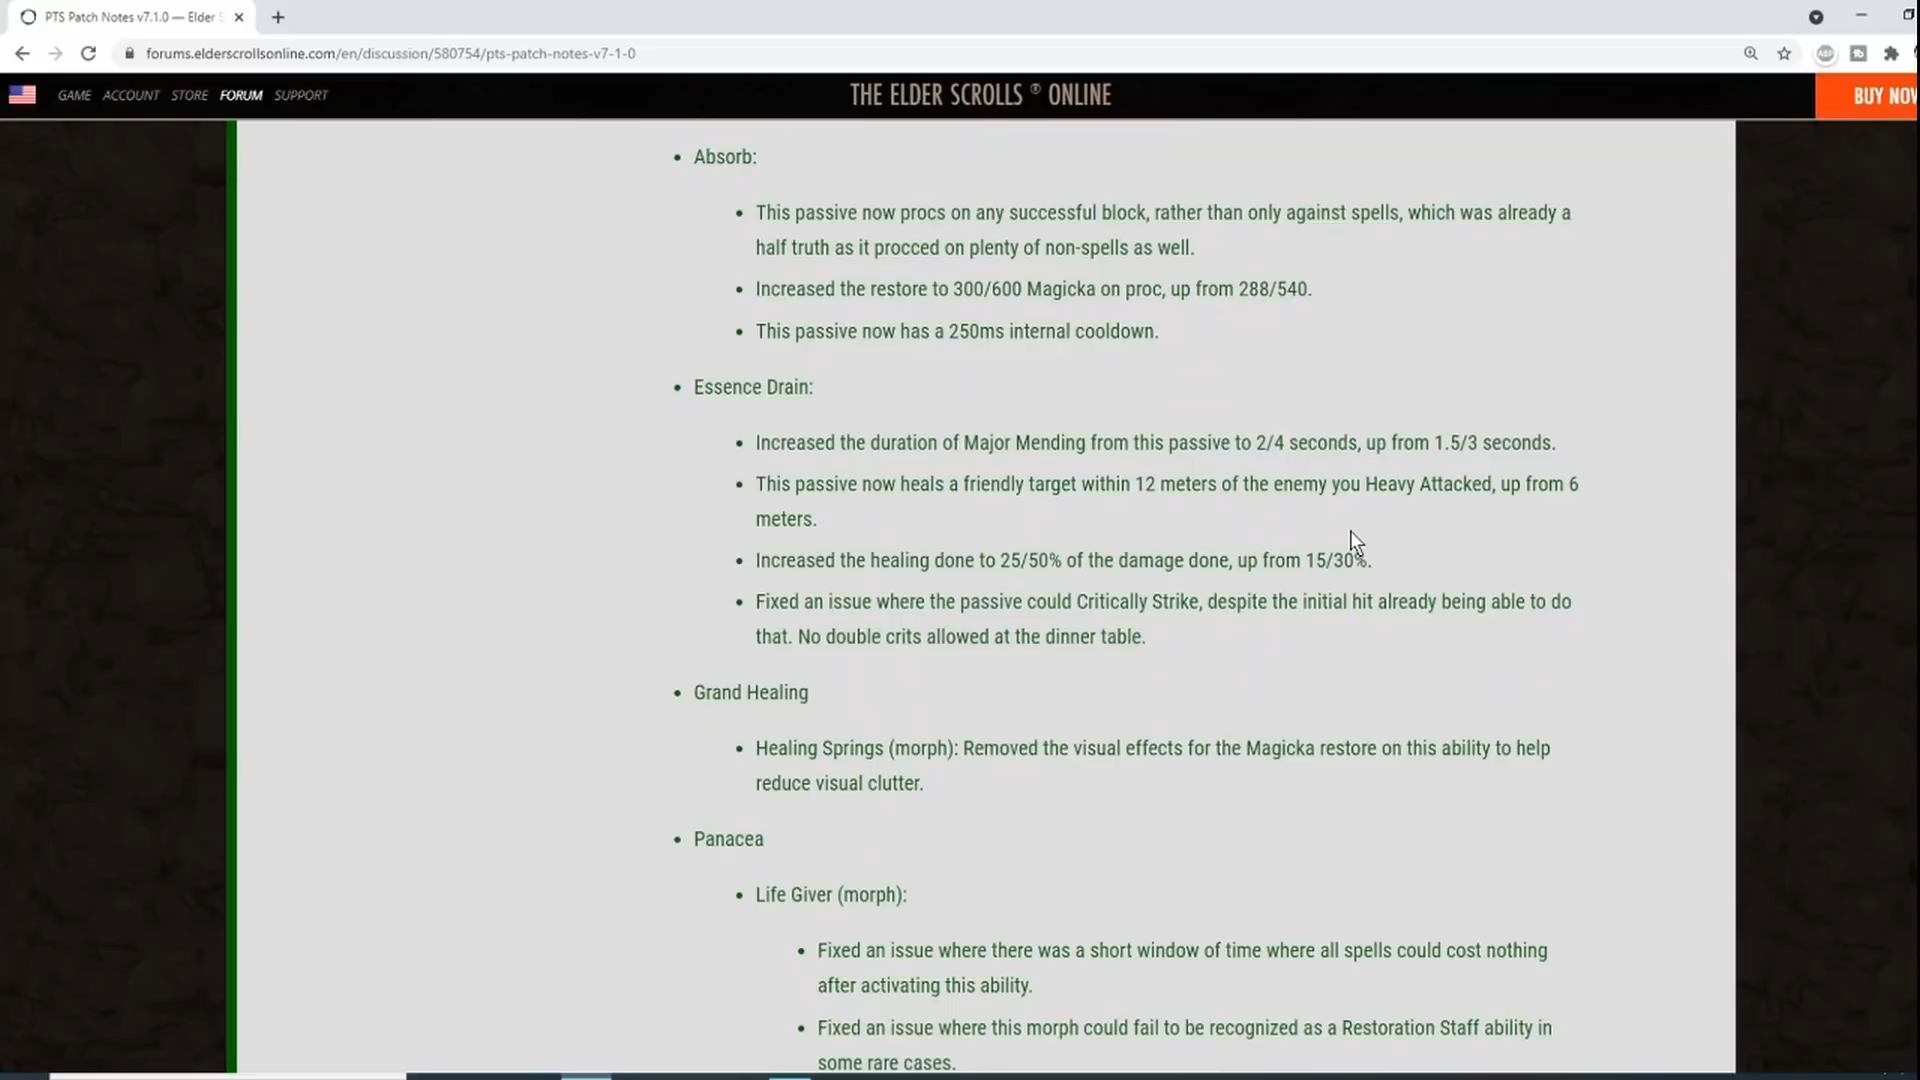 PTS Patch Notes v7.1.0 — Elder S
forums.elderscrollsonline.com/en/discussion/580754/pts-patch-notes-v7-1-0
ABP
GAME ACCOUNT STORE FORUM SUPPORT
THE ELDER SCROLLS ® ONLINE
BUY NOW
• Absorb:
• This passive now procs on any successful block, rather than only against spells, which was already a
half truth as it procced on plenty of non-spells as well.
• Increased the restore to 300/600 Magicka on proc, up from 288/540.
• This passive now has a 250ms internal cooldown.
• Essence Drain:
• Increased the duration of Major Mending from this passive to 2/4 seconds, up from 1.5/3 seconds.
• This passive now heals a friendly target within 12 meters of the enemy you Heavy Attacked, up from 6
meters.
• Increased the healing done to 25/50% of the damage done, up from 15/30%.
• Fixed an issue where the passive could Critically Strike, despite the initial hit already being able to do
that. No double crits allowed at the dinner table.
• Grand Healing
• Healing Springs (morph): Removed the visual effects for the Magicka restore on this ability to help
reduce visual clutter.
• Panacea
• Life Giver (morph):
• Fixed an issue where there was a short window of time where all spells could cost nothing
after activating this ability.
• Fixed an issue where this morph could fail to be recognized as a Restoration Staff ability in
some rare cases.